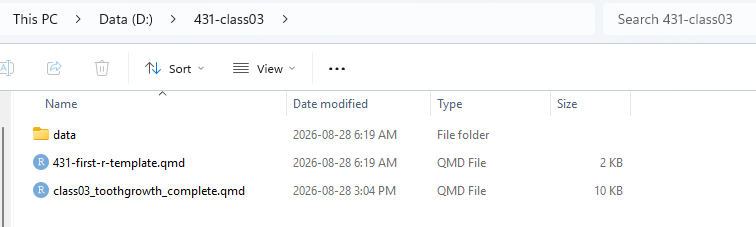 This PC > Data (D:) > 431-class03 > Search 431-class03
Sort View
Name Date modified Type Size
data 2026-08-28 6:19 AM File folder
431-first-r-template.qmd 2026-08-28 6:19 AM QMD File 2 KB
class03_toothgrowth_complete.qmd 2026-08-28 3:04 PM QMD File 10 KB